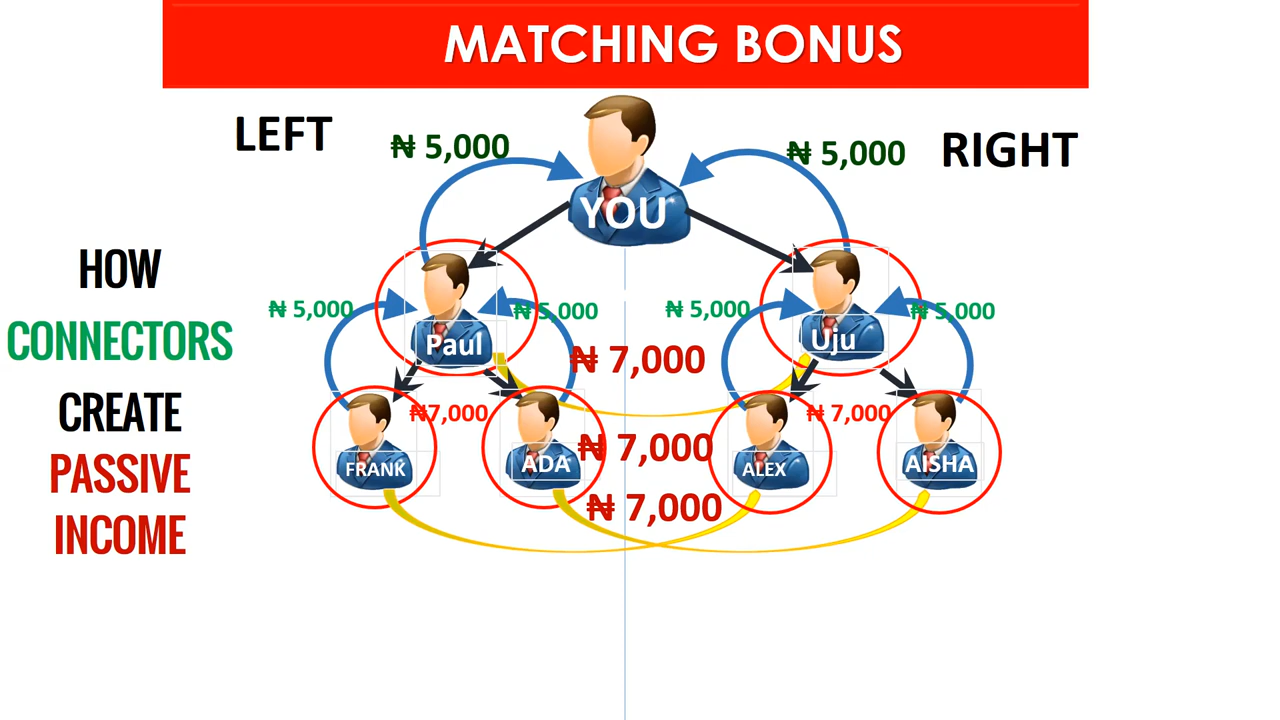 MATCHING BONUS
LEFT
₦ 5,000
₦ 5,000
RIGHT
YOU
HOW
CONNECTORS
CREATE
PASSIVE
INCOME
₦ 5,000
₦ 5,000
₦ 5,000
₦ 5,000
Paul
Uju
₦ 7,000
₦7,000
₦ 7,000
₦ 7,000
FRANK
ADA
ALEX
AISHA
₦ 7,000